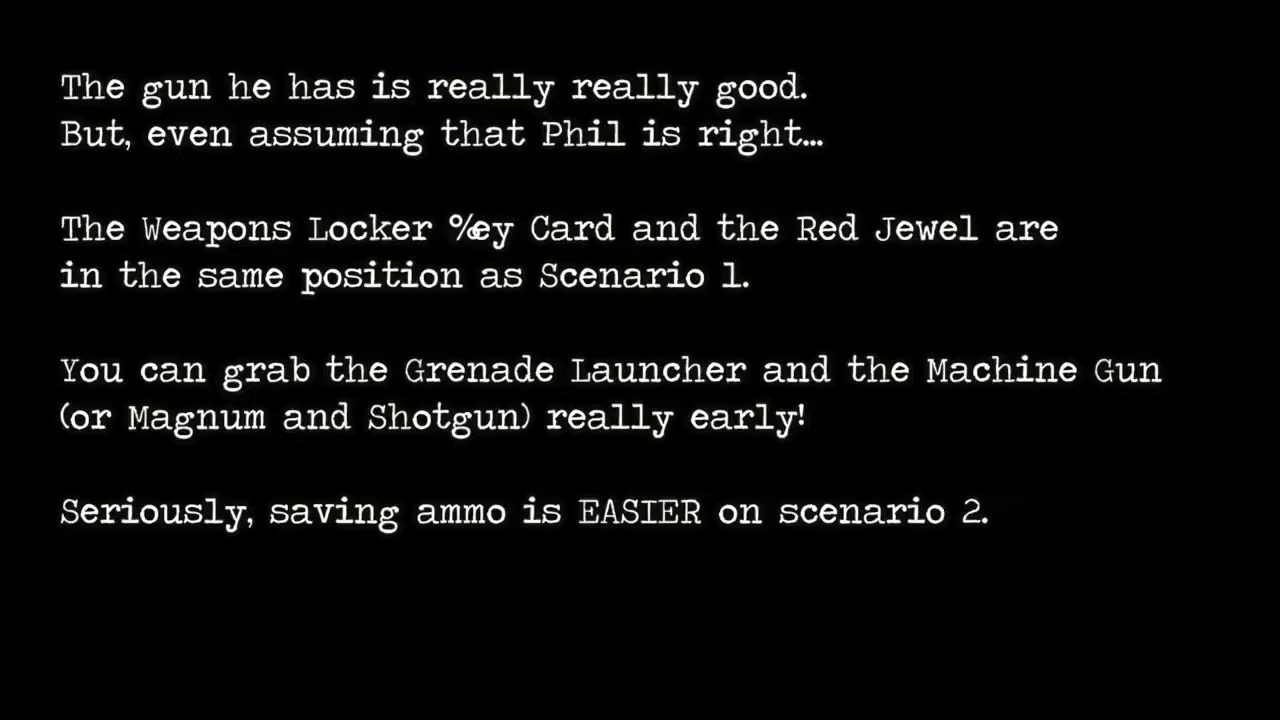 The gun he has is really really good.
But, even assuming that Phil is right...
The Weapons Locker %ey Card and the Red Jewel are
in the same position as Scenario 1.
You can grab the Grenade Launcher and the Machine Gun
(or Magnum and Shotgun) really early!
Seriously, saving ammo is EASIER on scenario 2.